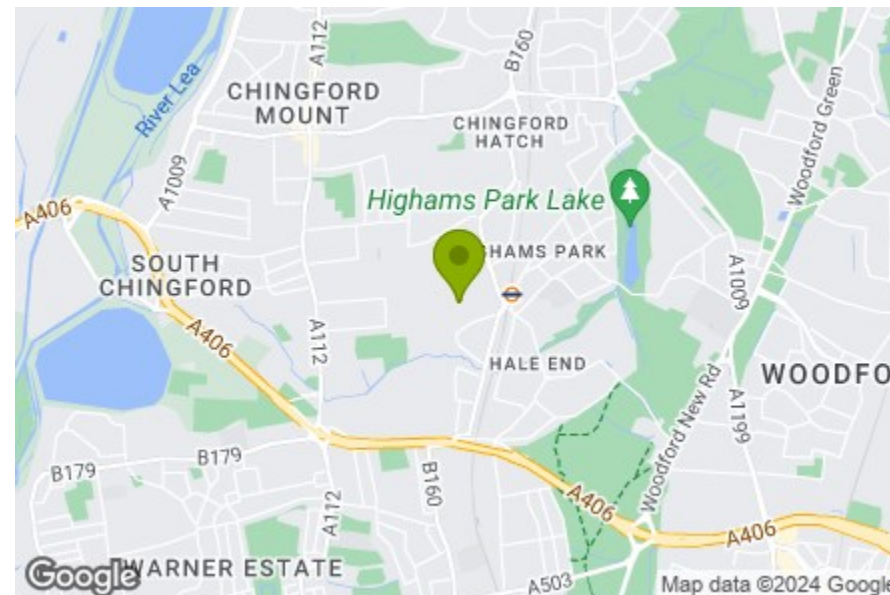 A112
B160
River Lea
CHINGFORD
MOUNT
CHINGFORD
HATCH
Woodford Green
A1009
Highams Park Lake
A406
SHAMS PARK
SOUTH
CHINGFORD
A1009
A406
A112
HALE END
WOODFO
Woodford New Rd
A1199
B179
B179
B160
A112
A406
A406
WARNER ESTATE
A503
Google
Map data ©2024 Google